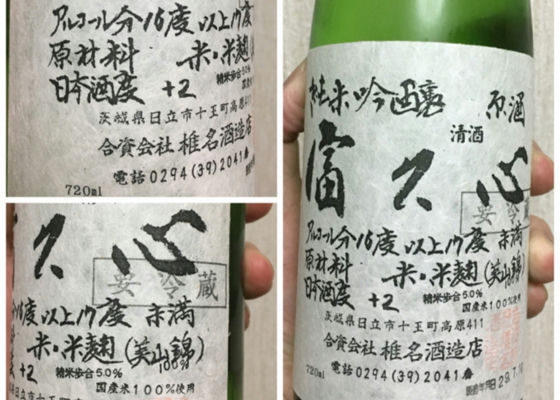 アルコール分16度以上17度
原材料 米・米麹(
精米歩合50%
日本酒度 +2
茨城県日立市十王町高原
合資会社 椎名酒造店
電話0294(39)2041番
720ml
久心
要冷蔵
16度以上17度 未満
米・米麹(美山錦)
100%
+2 精米歩合50%
国産米100%使用
純米吟醸 原酒
清酒
富久心
要冷蔵
アルコール分16度以上17度 未満
原材料 米・米麹(美山錦)
日本酒度 +2 精米歩合50%
国産米100%使用
茨城県日立市十王町高原411
合資会社 椎名酒造店
720ml 電話0294(39)2041番
29.7.